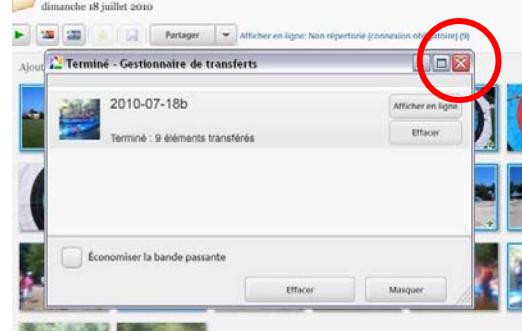 dimanche 18 juillet 2010
Partager
Afficher en ligne: Non répertorié (connexion obligatoire) (9)
Ajout
Terminé - Gestionnaire de transferts
2010-07-18b
Afficher en ligne
Terminé : 9 éléments transférés
Effacer
Économiser la bande passante
Effacer
Masquer